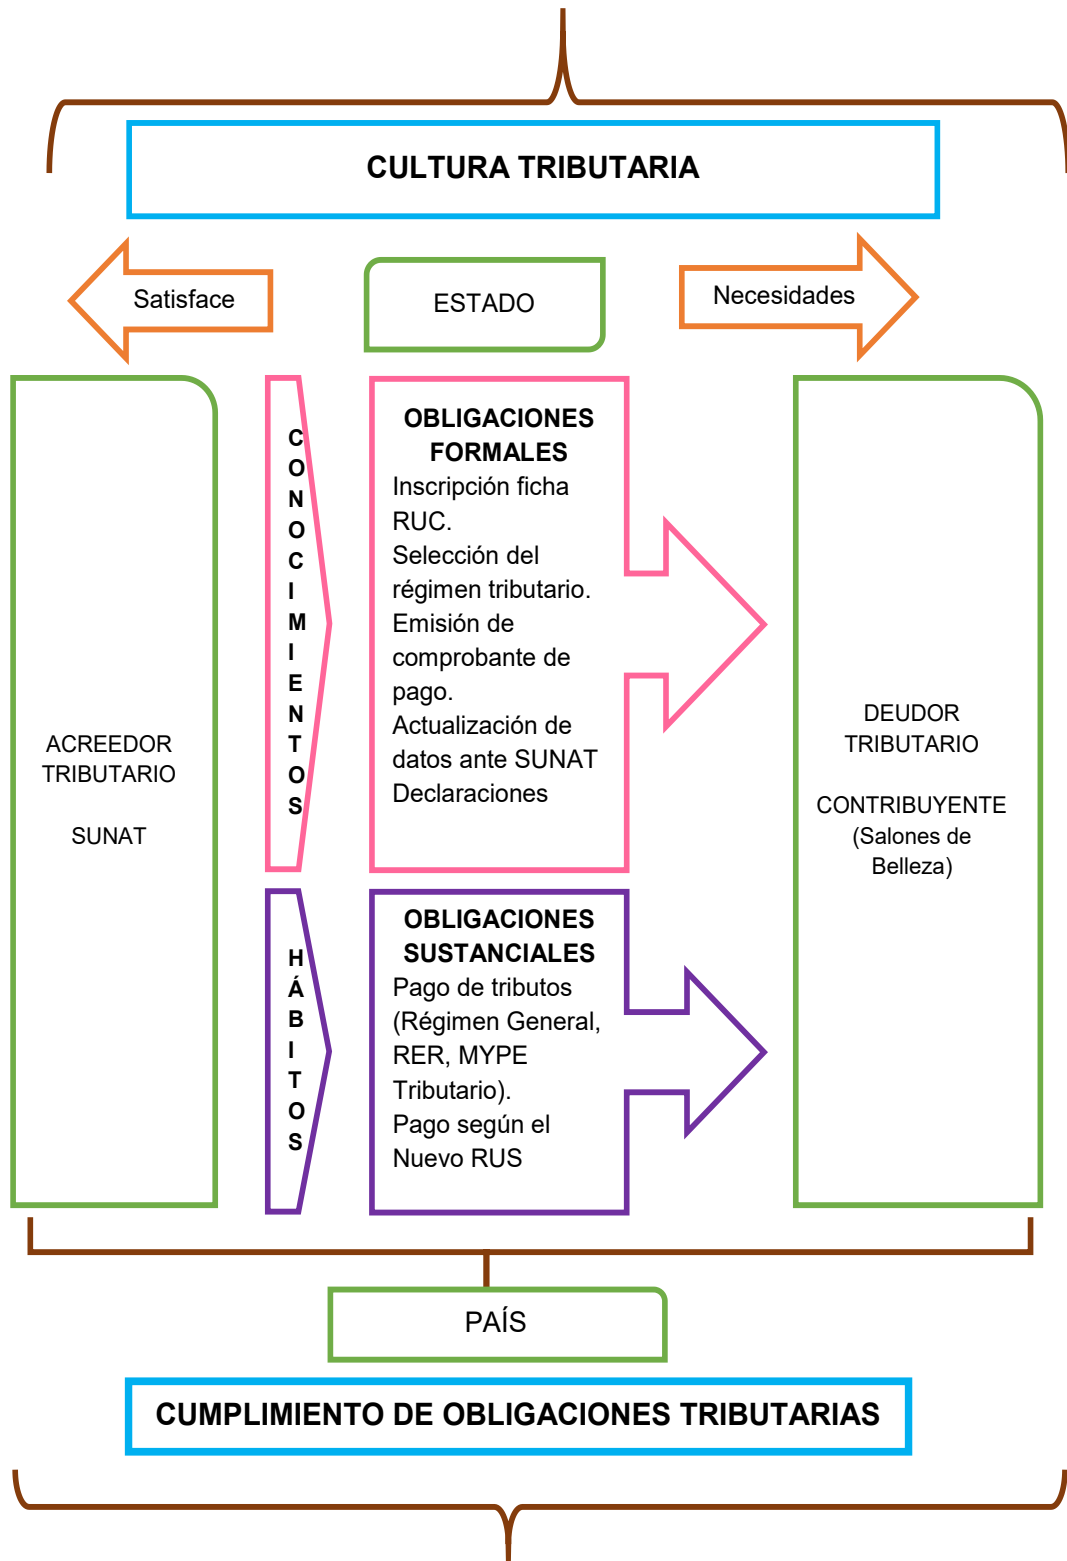 CULTURA TRIBUTARIA
Satisface
ESTADO
Necesidades
ACREEDOR
TRIBUTARIO
SUNAT
CONOCIMIENTOS
OBLIGACIONES
FORMALES
Inscripción ficha
RUC.
Selección del
régimen tributario.
Emisión de
comprobante de
pago.
Actualización de
datos ante SUNAT
Declaraciones
HÁBITOS
OBLIGACIONES
SUSTANCIALES
Pago de tributos
(Régimen General,
RER, MYPE
Tributario).
Pago según el
Nuevo RUS
DEUDOR
TRIBUTARIO
CONTRIBUYENTE
(Salones de
Belleza)
PAÍS
CUMPLIMIENTO DE OBLIGACIONES TRIBUTARIAS